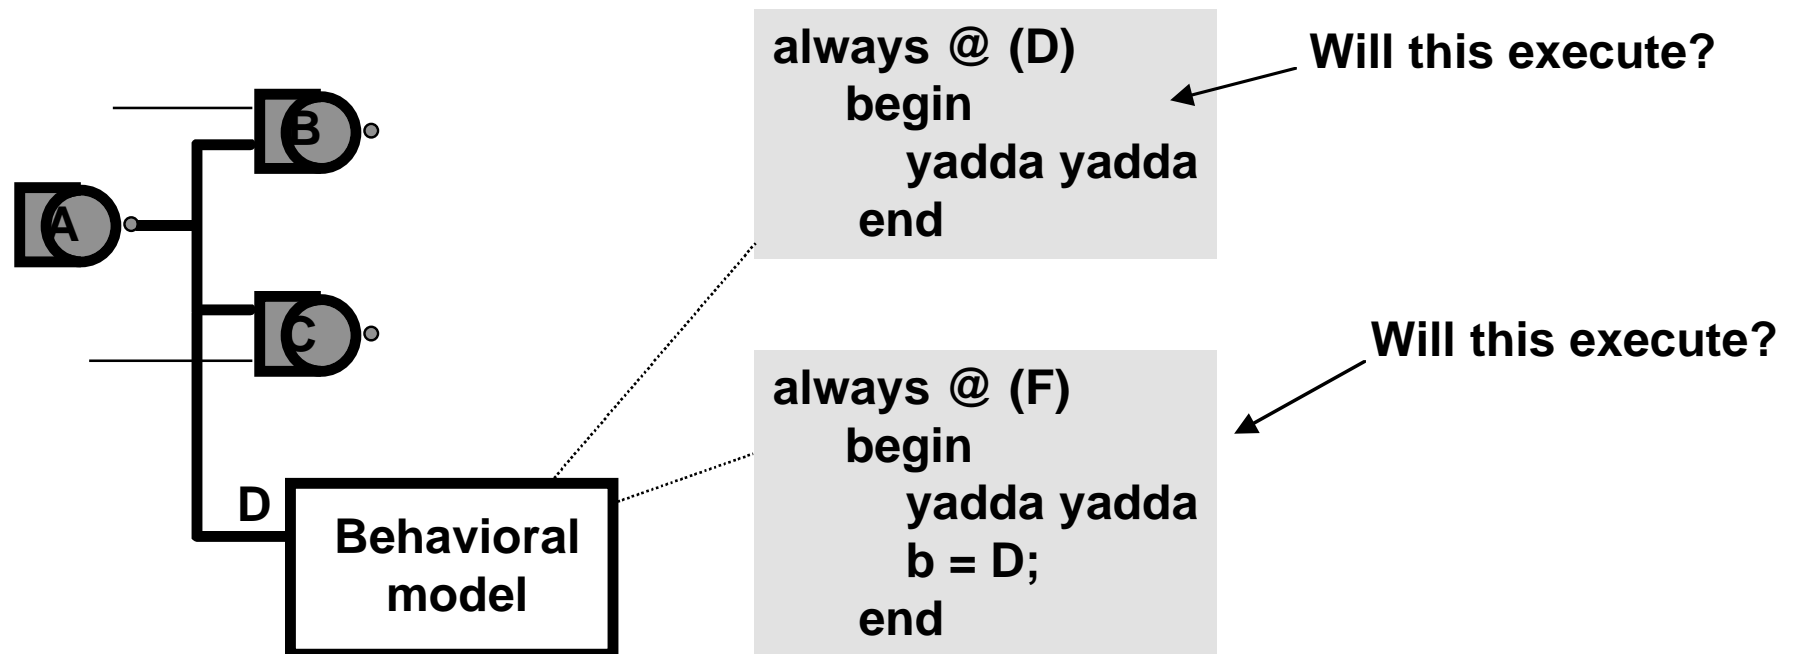 A
B
C
D
Behavioral
model
always @ (D)
begin
yadda yadda
end
Will this execute?
always @ (F)
begin
yadda yadda
b = D;
end
Will this execute?